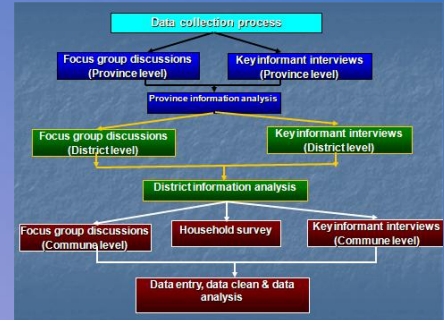 Data collection process
Focus group discussions
(Province level)
Key informant interviews
(Province level)
Province information analysis
Focus group discussions
(District level)
Key informant interviews
(District level)
District information analysis
Focus group discussions
(Commune level)
Household survey
Key informant interviews
(Commune level)
Data entry, data clean & data
analysis